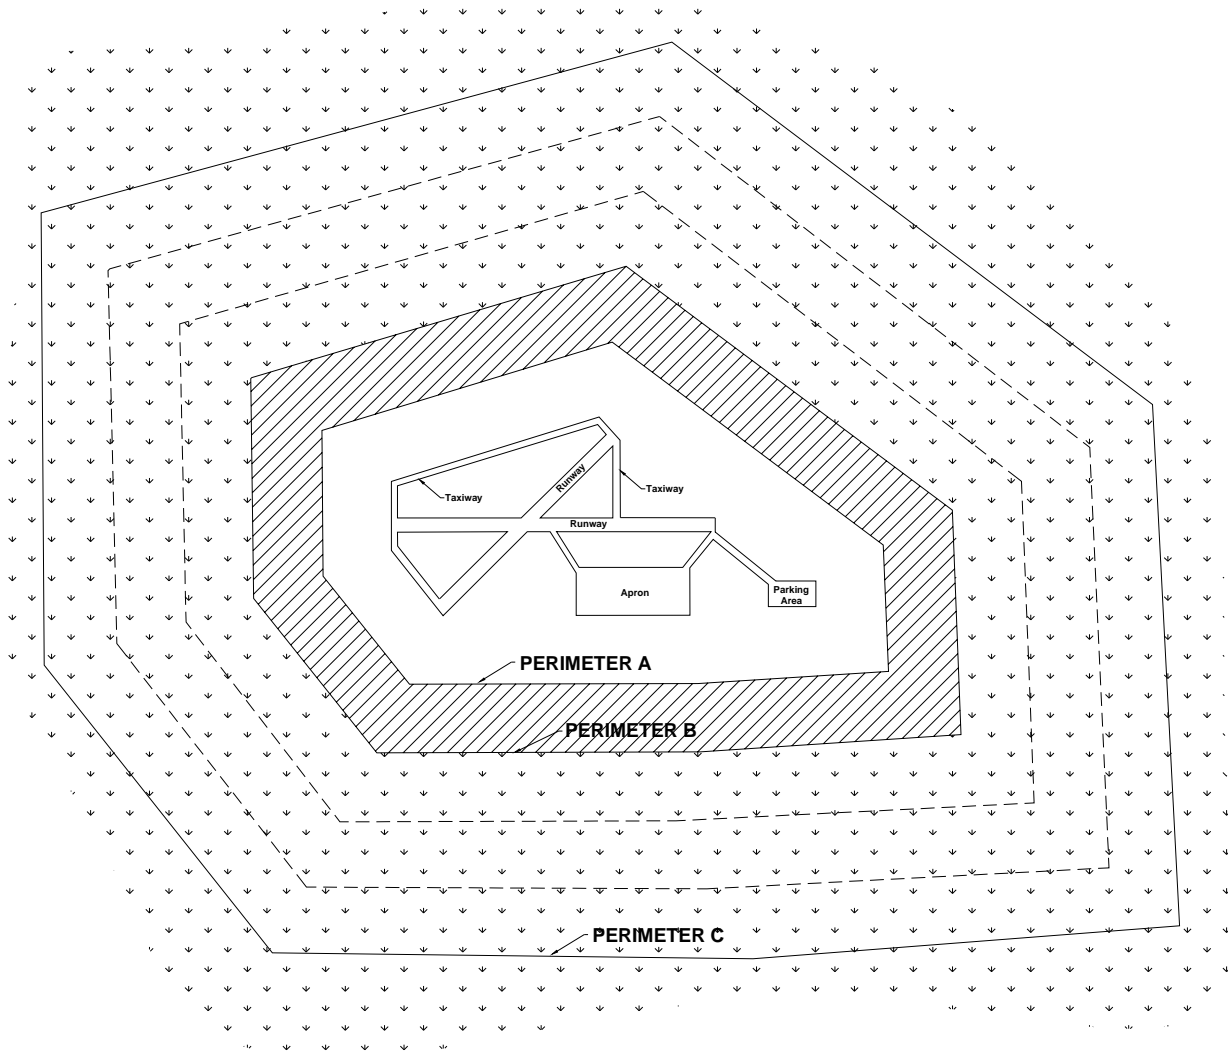 Runway
Taxiway
Taxiway
Runway
Apron
Parking
Area
PERIMETER A
PERIMETER B
PERIMETER C